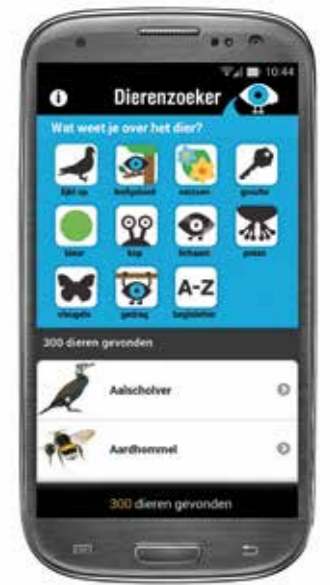 10:44
Dierenzoeker
Wat weet je over het dier?
lijkt op leefgebied seizoen grootte
kleur kop lichaam poten
vleugels gedrag beginletter
A-Z
300 dieren gevonden
Aalscholver
Aardhommel
300 dieren gevonden